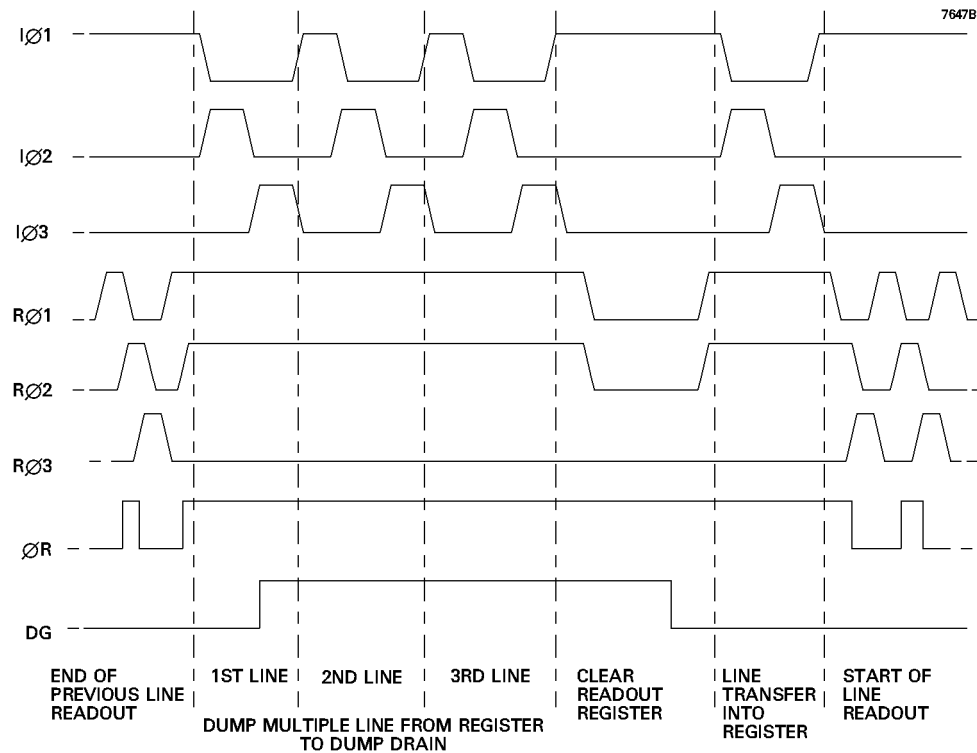 7647B
IØ1
IØ2
IØ3
RØ1
RØ2
RØ3
ØR
DG
END OF
PREVIOUS LINE
READOUT
1ST LINE
2ND LINE
3RD LINE
DUMP MULTIPLE LINE FROM REGISTER
TO DUMP DRAIN
CLEAR
READOUT
REGISTER
LINE
TRANSFER
INTO
REGISTER
START OF
LINE
READOUT